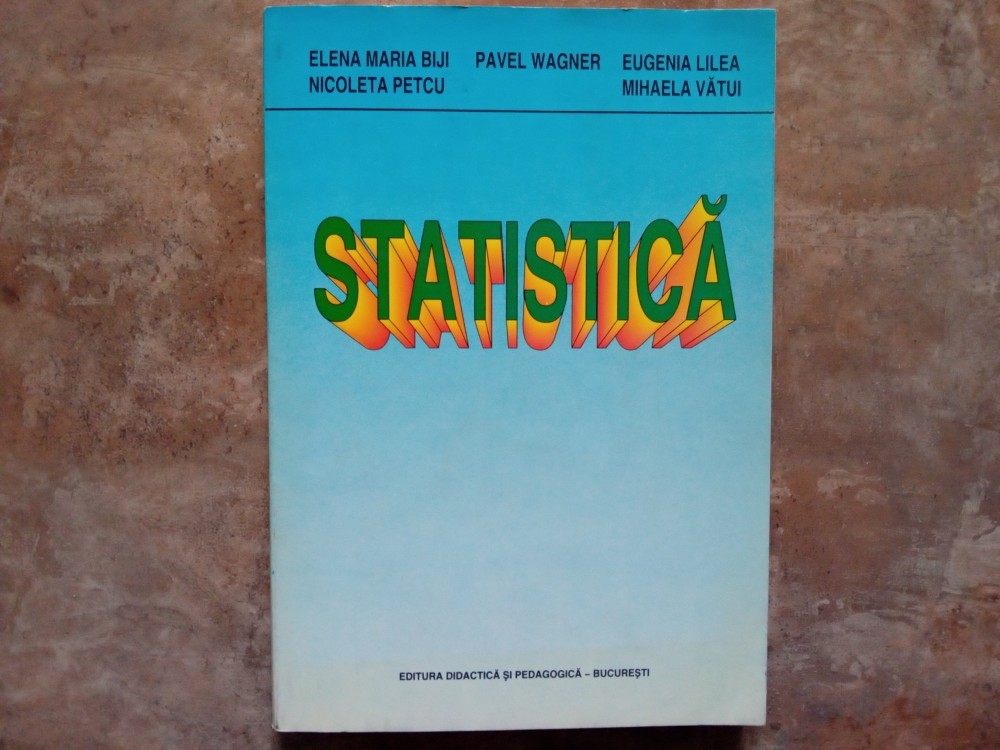 ELENA MARIA BIJI PAVEL WAGNER EUGENIA LILEA
NICOLETA PETCU MIHAELA VĂTUI
STATISTICĂ
EDITURA DIDACTICĂ ŞI PEDAGOGICĂ – BUCUREŞTI